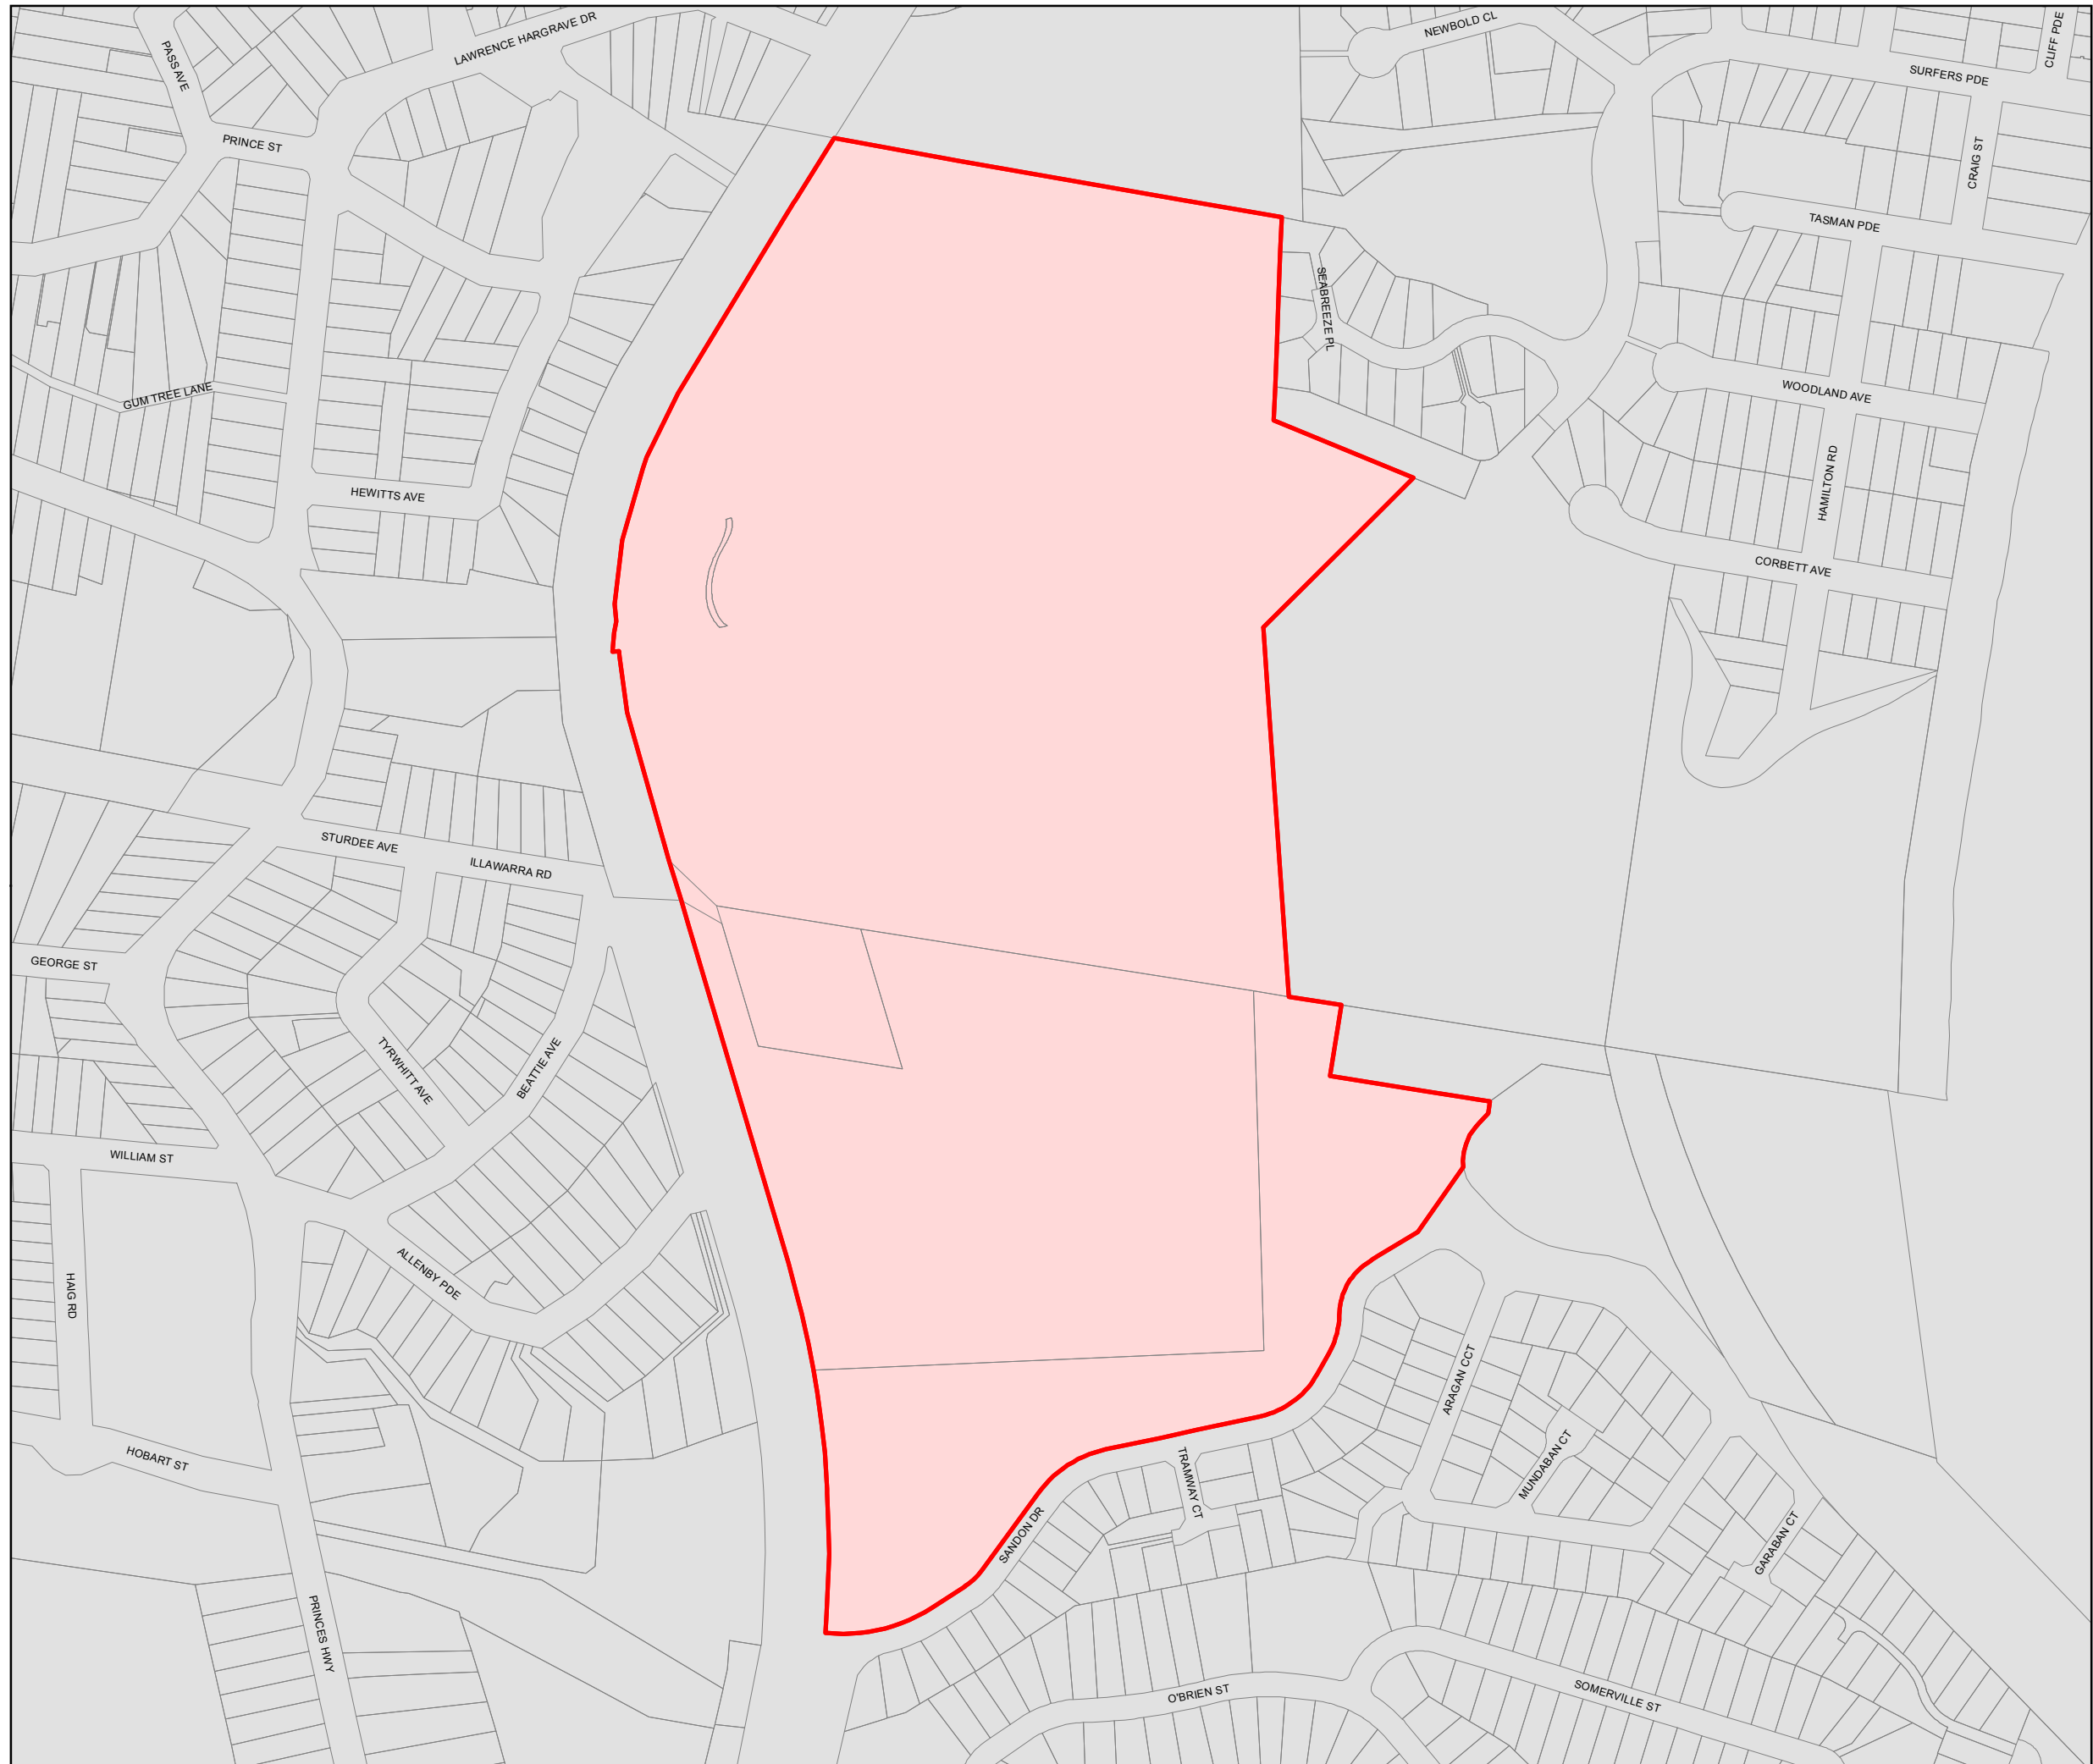 LAWRENCE HARGRAVE DR
NEWBOLD CL
CLIFF PDE
PASS AVE
SURFERS PDE
PRINCE ST
CRAIG ST
TASMAN PDE
SEABREEZE PL
GUM TREE LANE
WOODLAND AVE
HAMILTON RD
HEWITTS AVE
CORBETT AVE
STURDEE AVE
ILLAWARRA RD
GEORGE ST
TYRWHITT AVE
BEATTIE AVE
WILLIAM ST
ALLENBY PDE
HAIG RD
ARAGAN CCT
HOBART ST
MUNDABAN CT
TRAMWAY CT
SANDON DR
GARABAN CT
PRINCES HWY
O'BRIEN ST
SOMERVILLE ST